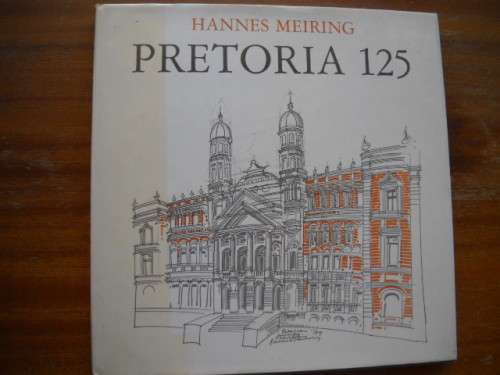 HANNES MEIRING
PRETORIA 125